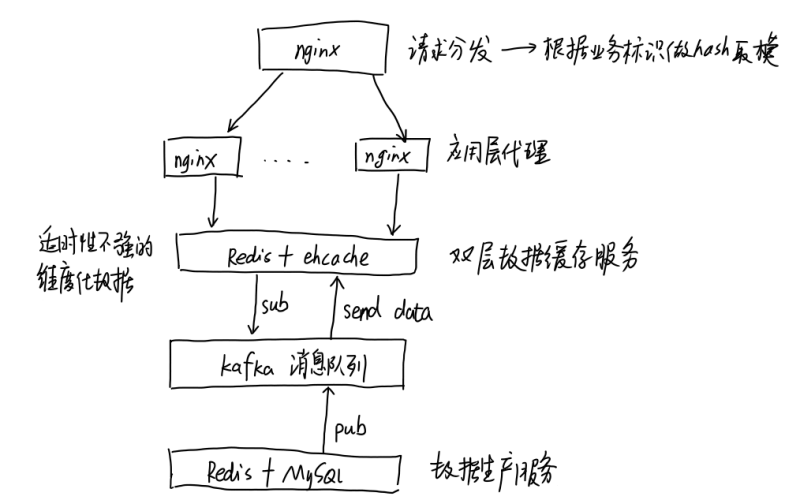 nginx
请求分发 → 根据业务标识做hash取模
nginx
....
nginx
应用层代理
适时性不强的
维度化数据
Redis + ehcache
双层数据缓存服务
sub
send data
kafka 消息队列
pub
Redis + MySQL
数据生产服务